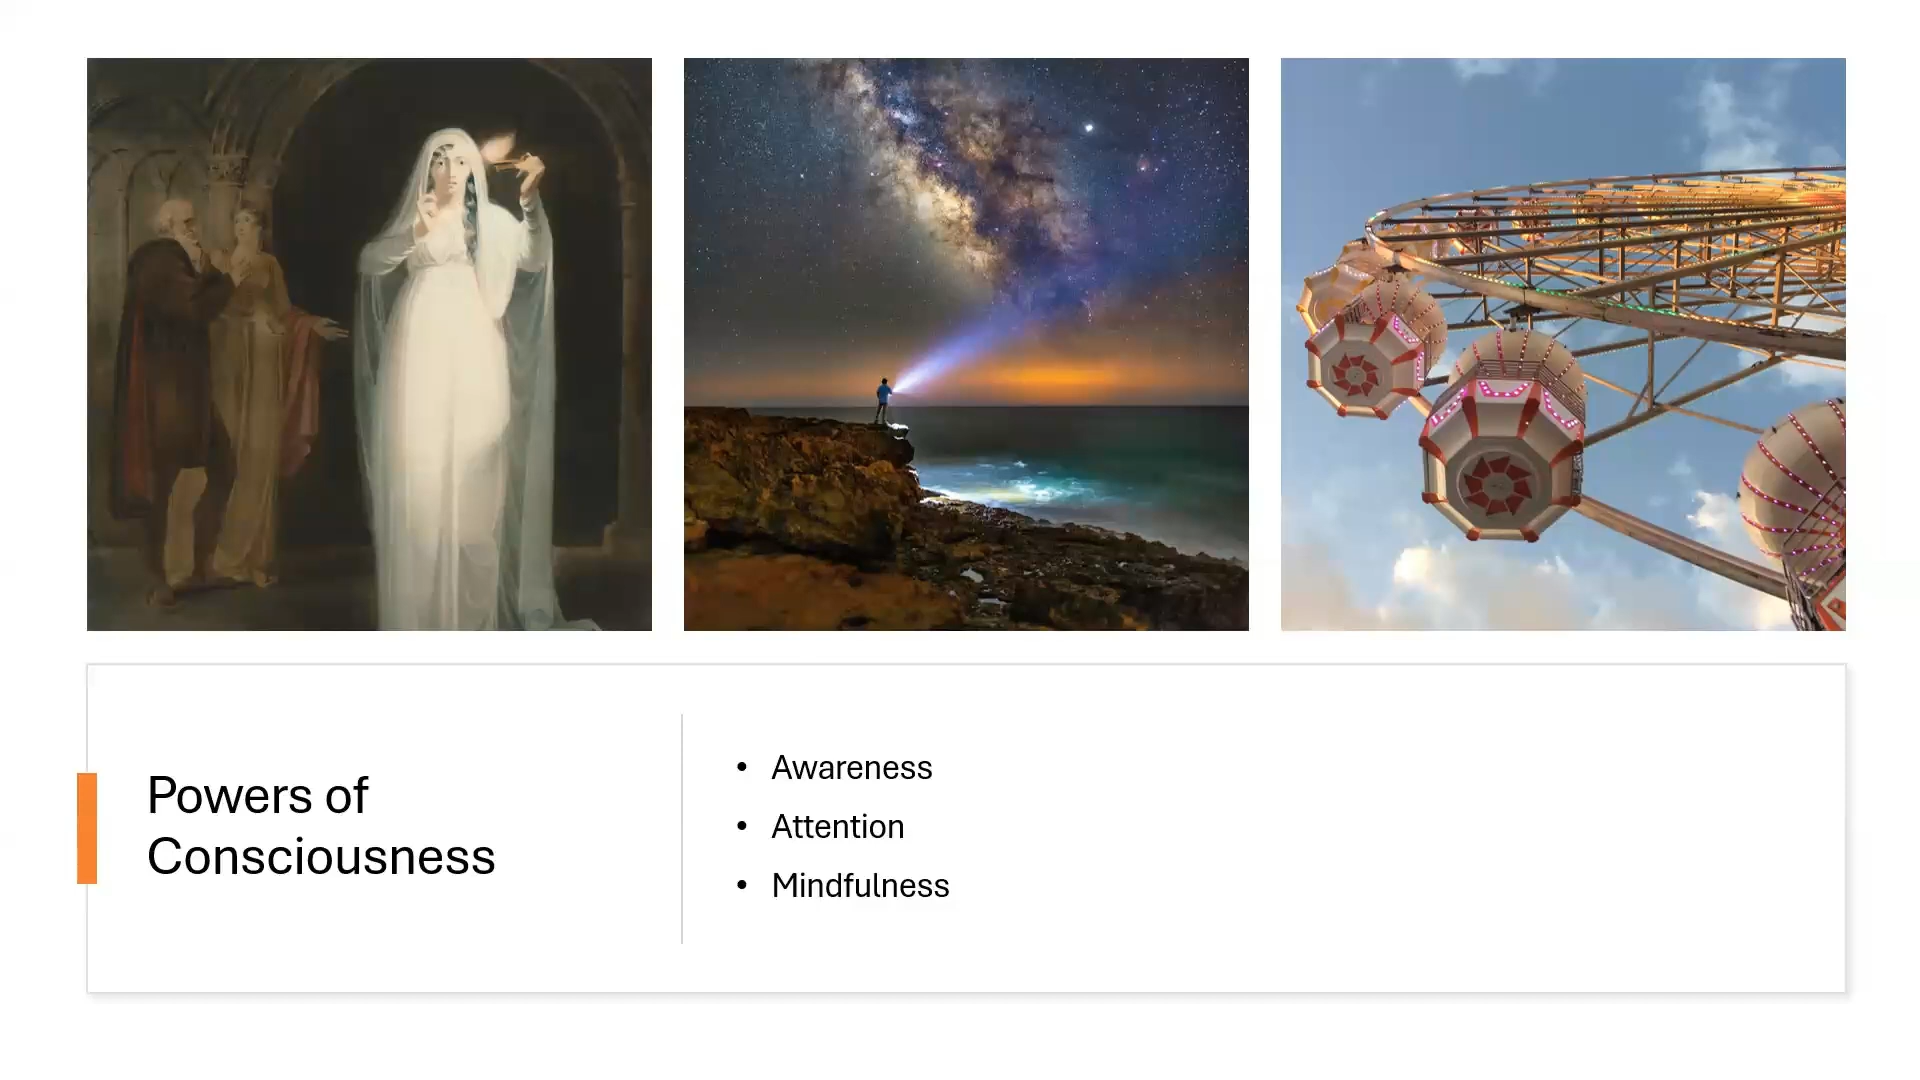 Powers of
Consciousness
• Awareness
• Attention
• Mindfulness